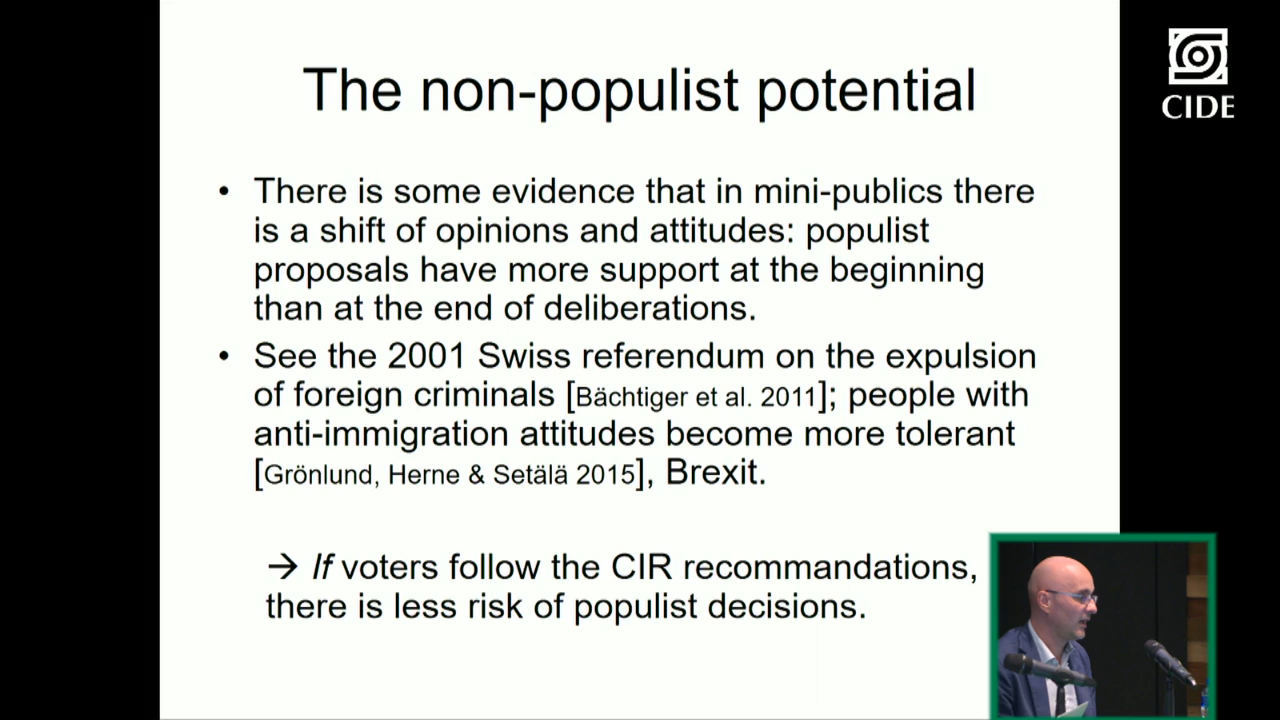 The non-populist potential
• There is some evidence that in mini-publics there
is a shift of opinions and attitudes: populist
proposals have more support at the beginning
than at the end of deliberations.
• See the 2001 Swiss referendum on the expulsion
of foreign criminals [Bächtiger et al. 2011]; people with
anti-immigration attitudes become more tolerant
[Grönlund, Herne & Setälä 2015], Brexit.
→ If voters follow the CIR recommandations,
there is less risk of populist decisions.
CIDE